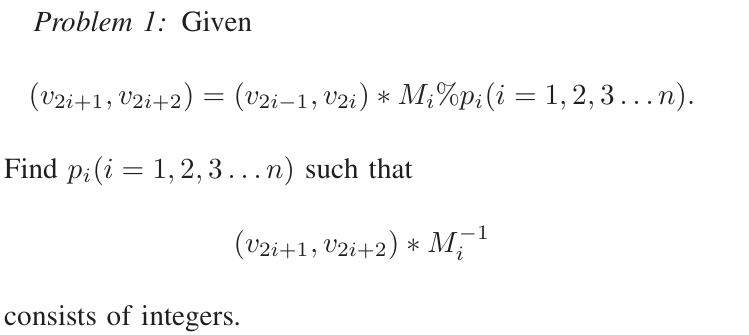 Problem 1: Given
(v_{2i+1}, v_{2i+2}) = (v_{2i−1}, v_{2i}) ∗ M_i%p_i(i = 1, 2, 3 . . . n).
Find p_i(i = 1, 2, 3 . . . n) such that
(v_{2i+1}, v_{2i+2}) ∗ M_i^{−1}
consists of integers.